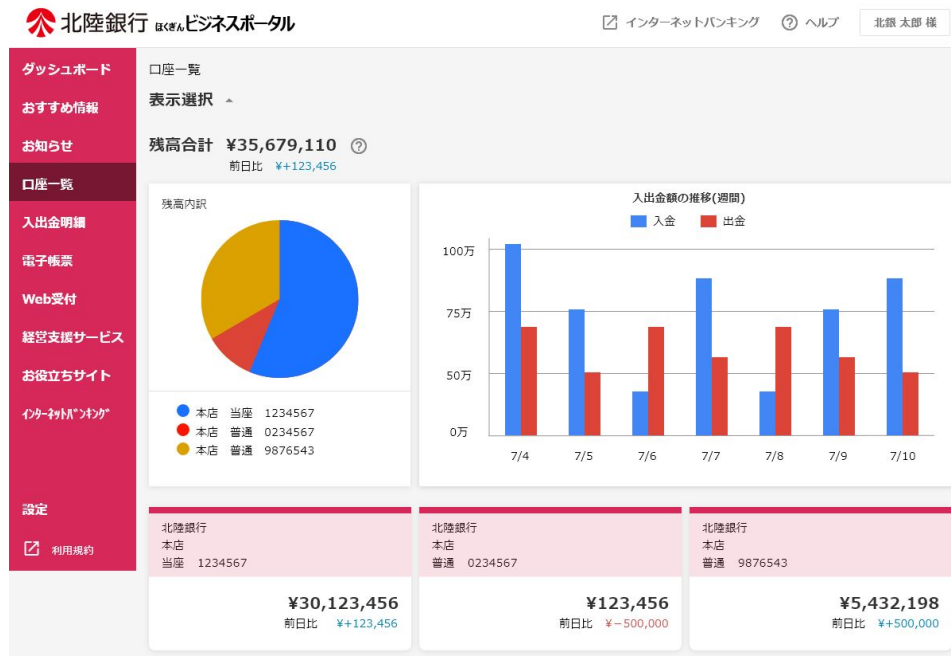 北陸銀行 ほくぎんビジネスポータル
インターネットバンキング
ヘルプ
北銀 太郎 様
ダッシュボード
おすすめ情報
お知らせ
口座一覧
入出金明細
電子帳票
Web受付
経営支援サービス
お役立ちサイト
インターネットバンキング
設定
利用規約
口座一覧
表示選択
残高合計 ¥35,679,110
前日比 ¥+123,456
残高内訳
本店 当座 1234567
本店 普通 0234567
本店 普通 9876543
入出金額の推移(週間)
入金 出金
100万
75万
50万
0万
7/4 7/5 7/6 7/7 7/8 7/9 7/10
北陸銀行
本店
当座 1234567
¥30,123,456
前日比 ¥+123,456
北陸銀行
本店
普通 0234567
¥123,456
前日比 ¥−500,000
北陸銀行
本店
普通 9876543
¥5,432,198
前日比 ¥+500,000